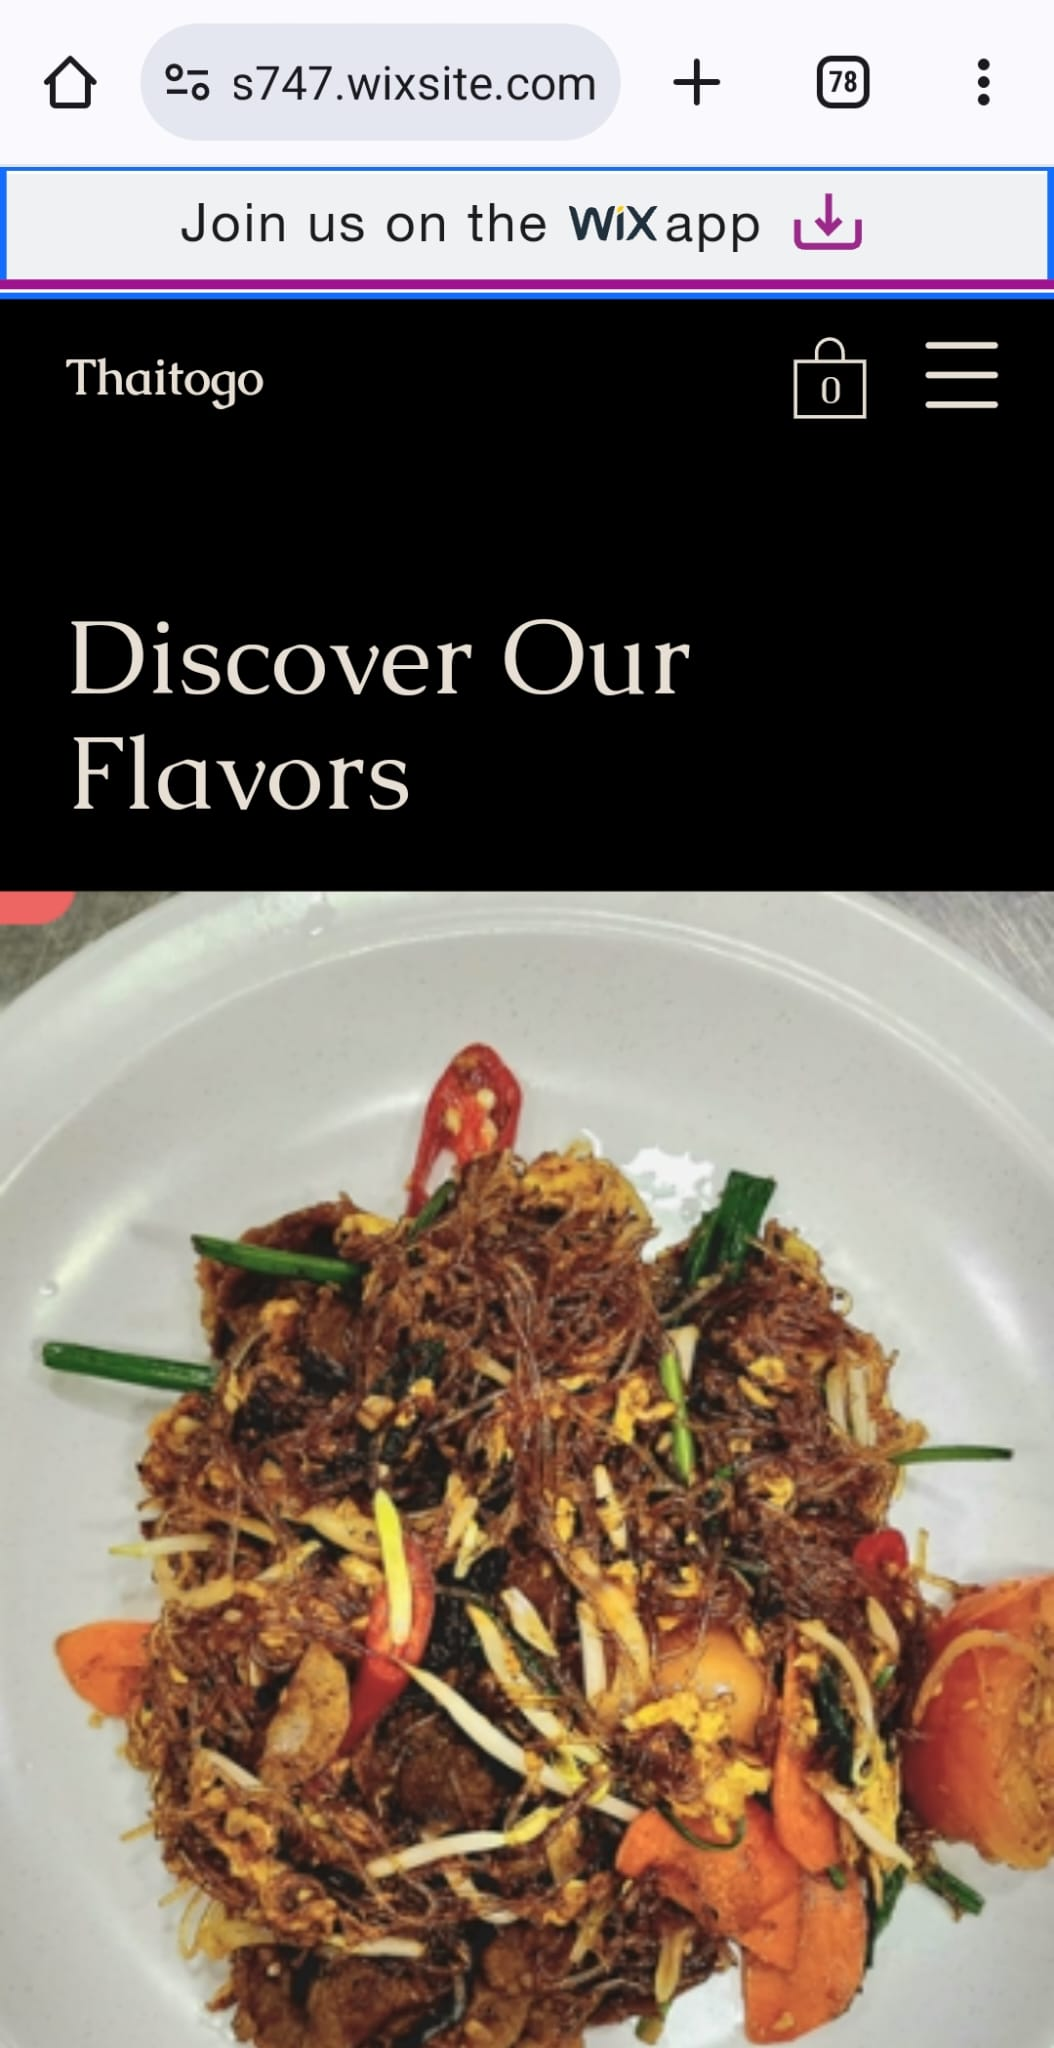 s747.wixsite.com
78
Join us on the WiX app
Thaitogo
0
Discover Our
Flavors